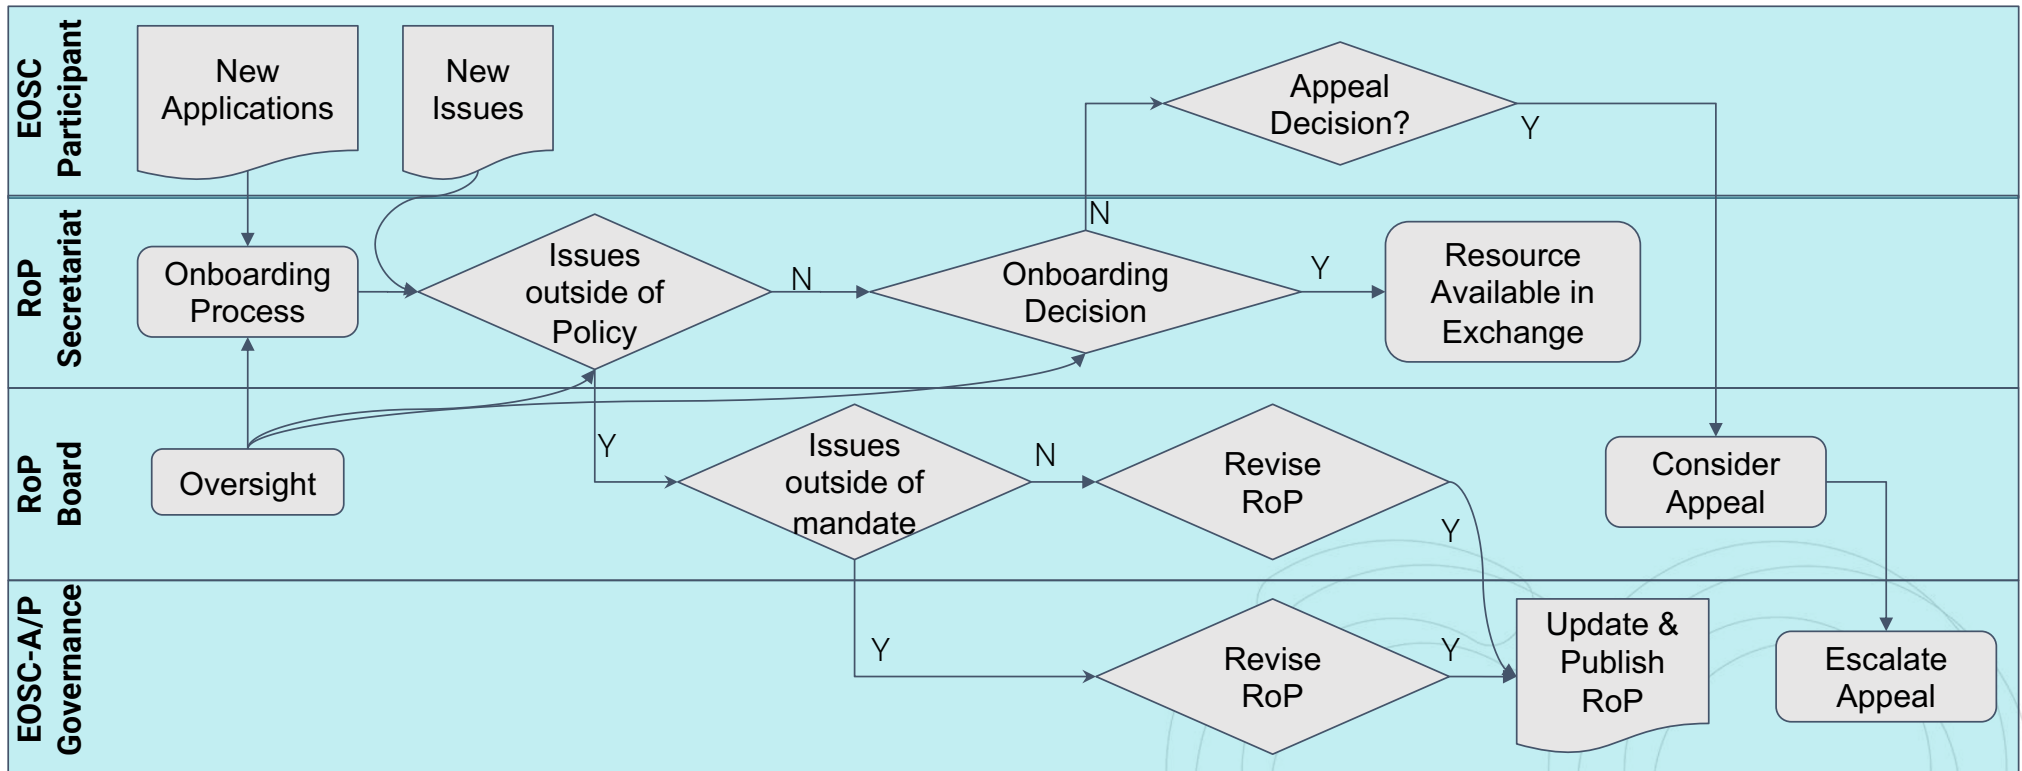 EOSC
Participant
New
Applications
New
Issues
Appeal
Decision?
Y
RoP
Secretariat
Onboarding
Process
Issues
outside of
Policy
N
Onboarding
Decision
N
Y
Resource
Available in
Exchange
RoP
Board
Oversight
Y
Issues
outside of
mandate
N
Revise
RoP
Y
Consider
Appeal
EOSC-A/P
Governance
Y
Revise
RoP
Y
Update &
Publish
RoP
Escalate
Appeal